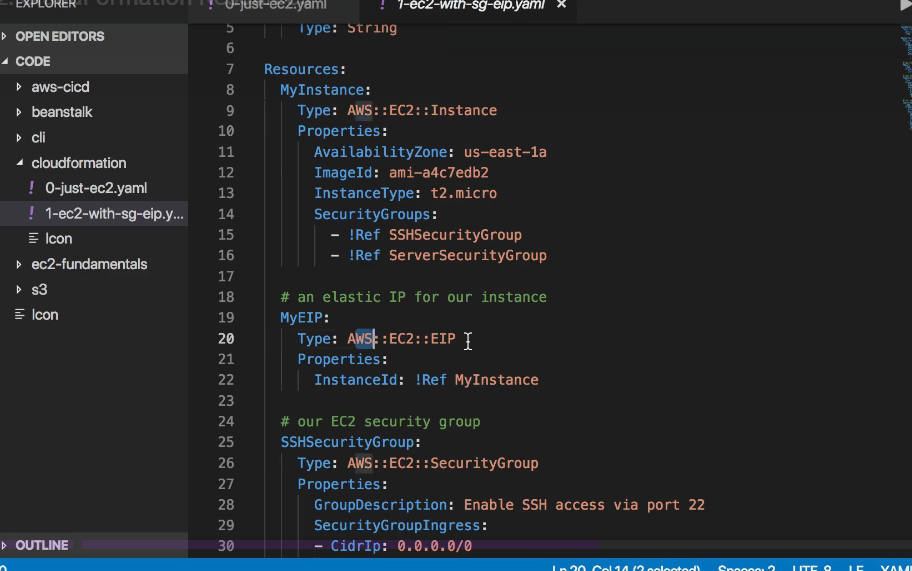 EXPLORER
! 0-just-ec2.yaml
! 1-ec2-with-sg-eip.yaml ×
OPEN EDITORS
CODE
aws-cicd
beanstalk
cli
cloudformation
! 0-just-ec2.yaml
! 1-ec2-with-sg-eip.y...
Icon
ec2-fundamentals
s3
Icon
OUTLINE
5 Type: String
6
7 Resources:
8 MyInstance:
9 Type: AWS::EC2::Instance
10 Properties:
11 AvailabilityZone: us-east-1a
12 ImageId: ami-a4c7edb2
13 InstanceType: t2.micro
14 SecurityGroups:
15 - !Ref SSHSecurityGroup
16 - !Ref ServerSecurityGroup
17
18 # an elastic IP for our instance
19 MyEIP:
20 Type: AWS::EC2::EIP
21 Properties:
22 InstanceId: !Ref MyInstance
23
24 # our EC2 security group
25 SSHSecurityGroup:
26 Type: AWS::EC2::SecurityGroup
27 Properties:
28 GroupDescription: Enable SSH access via port 22
29 SecurityGroupIngress:
30 - CidrIp: 0.0.0.0/0
Ln 20, Col 14 (2 selected) Spaces: 2 UTF-8 LF YAML